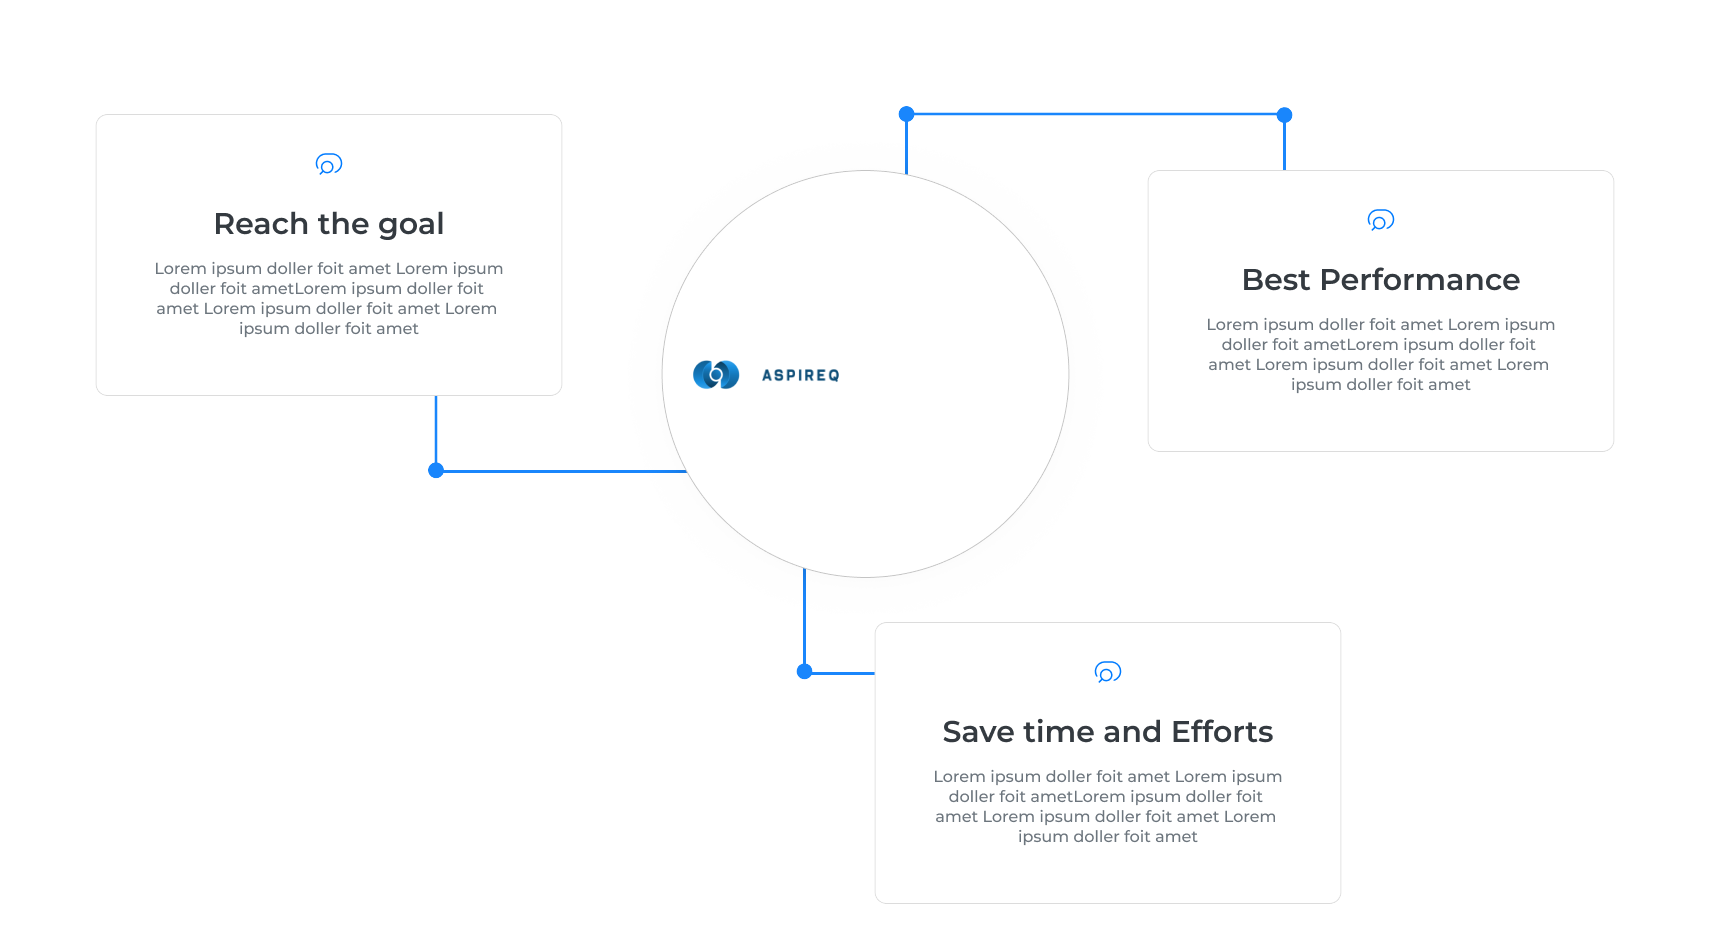 Reach the goal
Lorem ipsum doller foit amet Lorem ipsum
doller foit ametLorem ipsum doller foit
amet Lorem ipsum doller foit amet Lorem
ipsum doller foit amet
ASPIREQ
Best Performance
Lorem ipsum doller foit amet Lorem ipsum
doller foit ametLorem ipsum doller foit
amet Lorem ipsum doller foit amet Lorem
ipsum doller foit amet
Save time and Efforts
Lorem ipsum doller foit amet Lorem ipsum
doller foit ametLorem ipsum doller foit
amet Lorem ipsum doller foit amet Lorem
ipsum doller foit amet